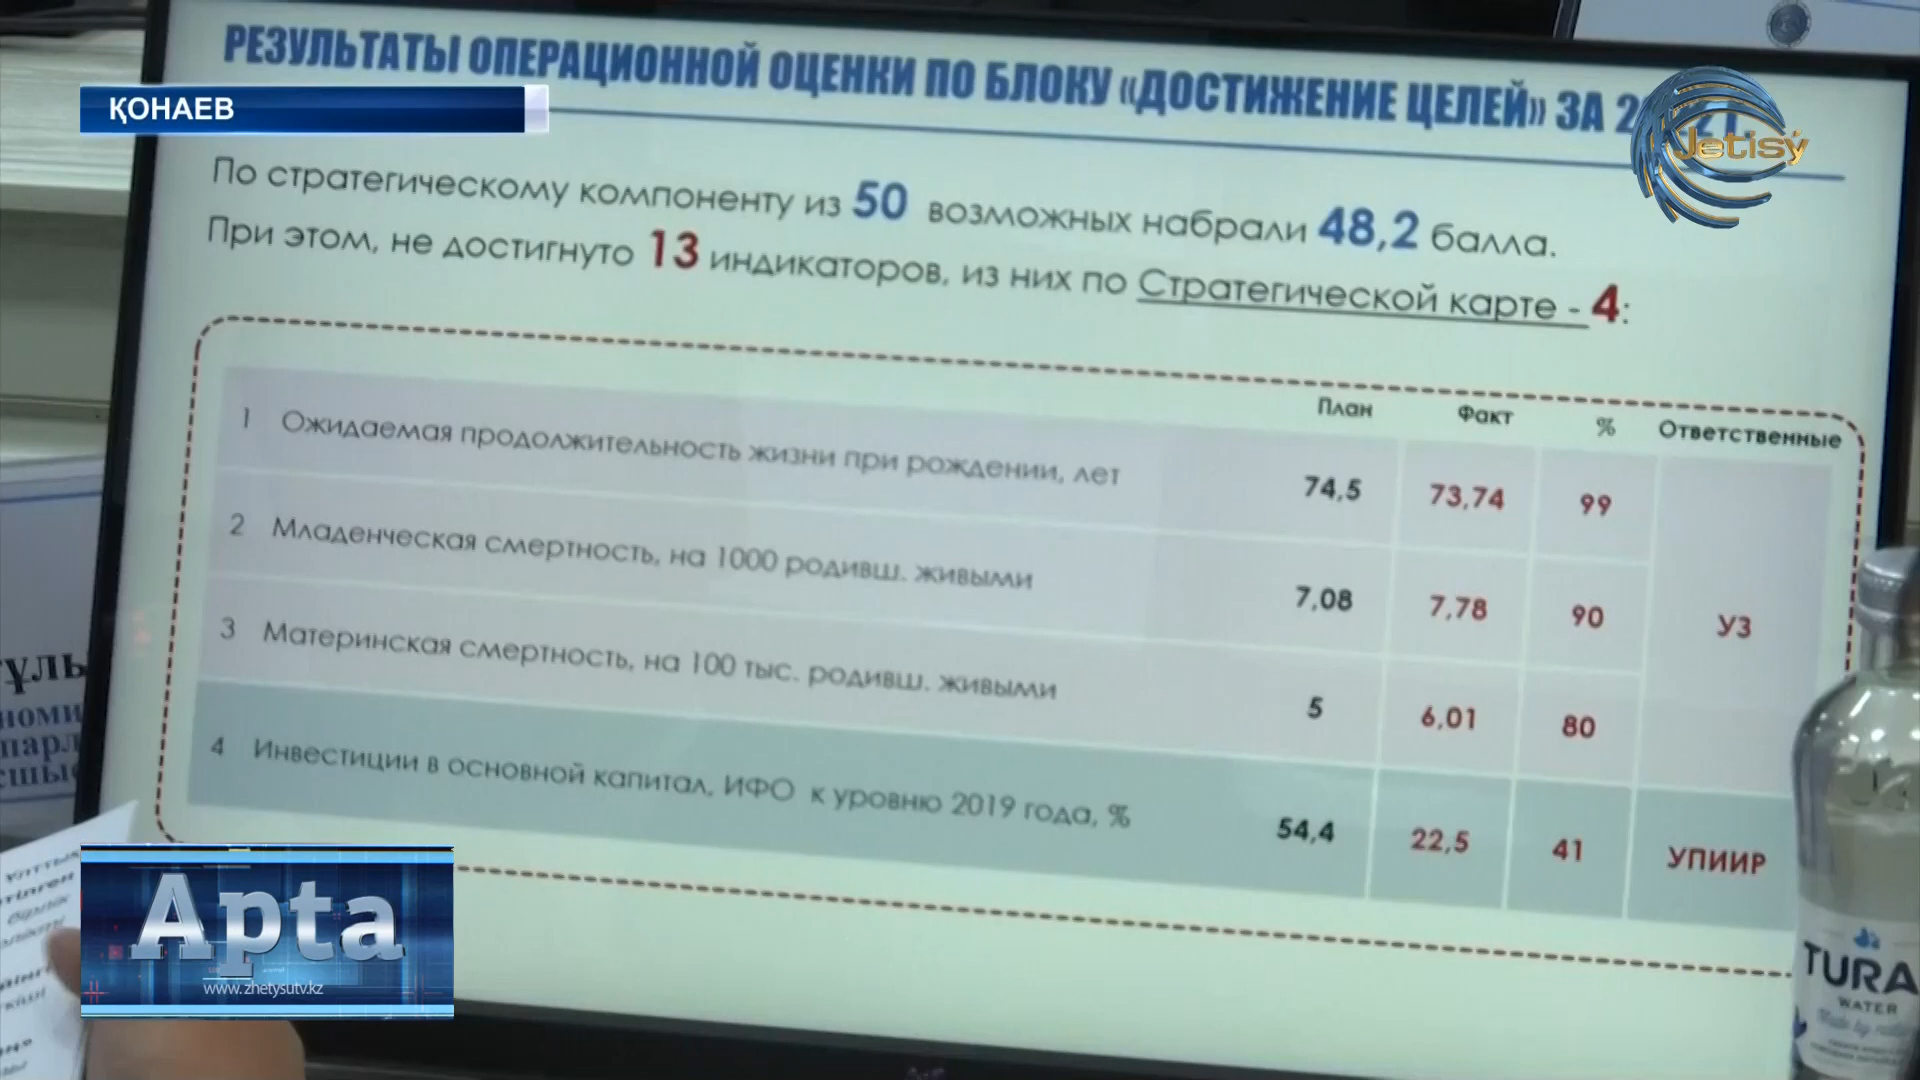 РЕЗУЛЬТАТЫ ОПЕРАЦИОННОЙ ОЦЕНКИ ПО БЛОКУ «ДОСТИЖЕНИЕ ЦЕЛЕЙ» ЗА
ҚОНАЕВ
Jetisý
По стратегическому компоненту из 50 возможных набрали 48,2 балла.
При этом, не достигнуто 13 индикаторов, из них по Стратегической карте - 4:
План Факт % Ответственные
1 Ожидаемая продолжительность жизни при рождении, лет 74,5 73,74 99
2 Младенческая смертность, на 1000 родивш. живыми 7,08 7,78 90 УЗ
3 Материнская смертность, на 100 тыс. родивш. живыми 5 6,01 80
4 Инвестиции в основной капитал, ИФО к уровню 2019 года, % 54,4 22,5 41 УПИИР
Apta
www.zhetysutv.kz
TURA
WATER